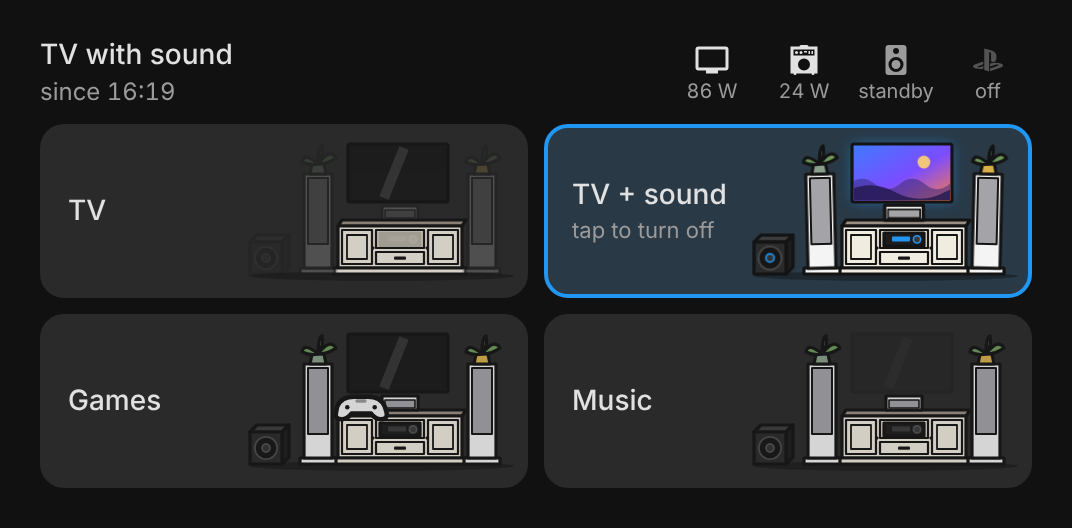 TV with sound
since 16:19
86 W
24 W
standby
off
TV
TV + sound
tap to turn off
Games
Music